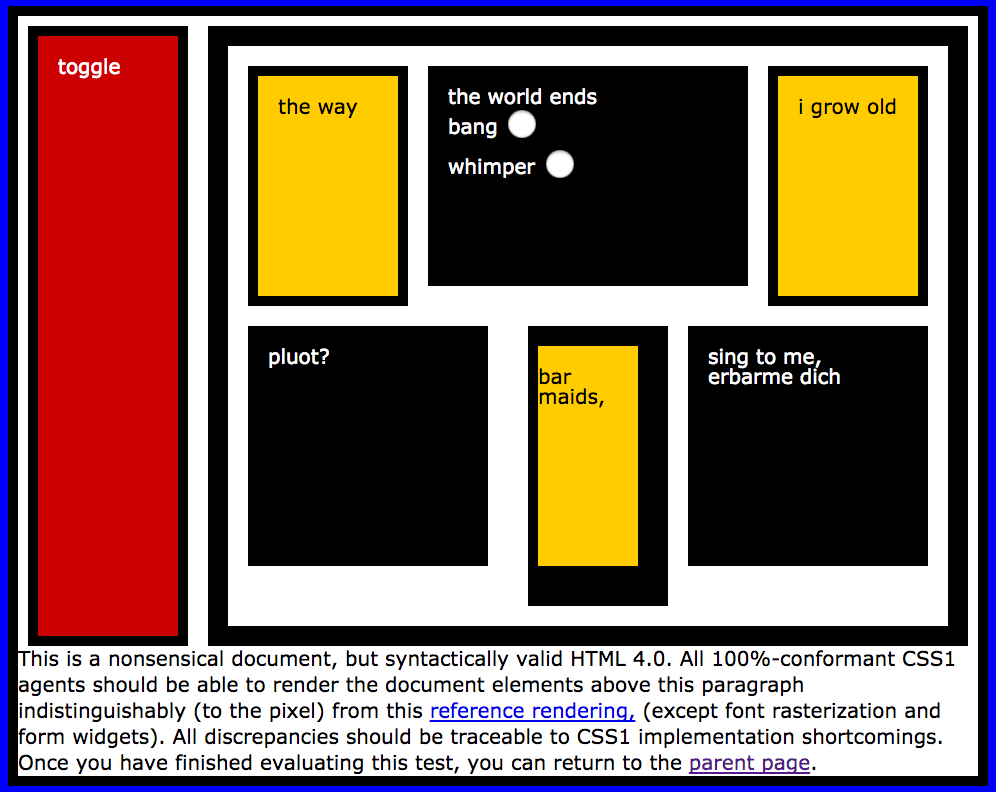 toggle
the way
the world ends
bang
whimper
i grow old
pluot?
bar
maids,
sing to me,
erbarme dich
This is a nonsensical document, but syntactically valid HTML 4.0. All 100%-conformant CSS1
agents should be able to render the document elements above this paragraph
indistinguishably (to the pixel) from this reference rendering, (except font rasterization and
form widgets). All discrepancies should be traceable to CSS1 implementation shortcomings.
Once you have finished evaluating this test, you can return to the parent page.